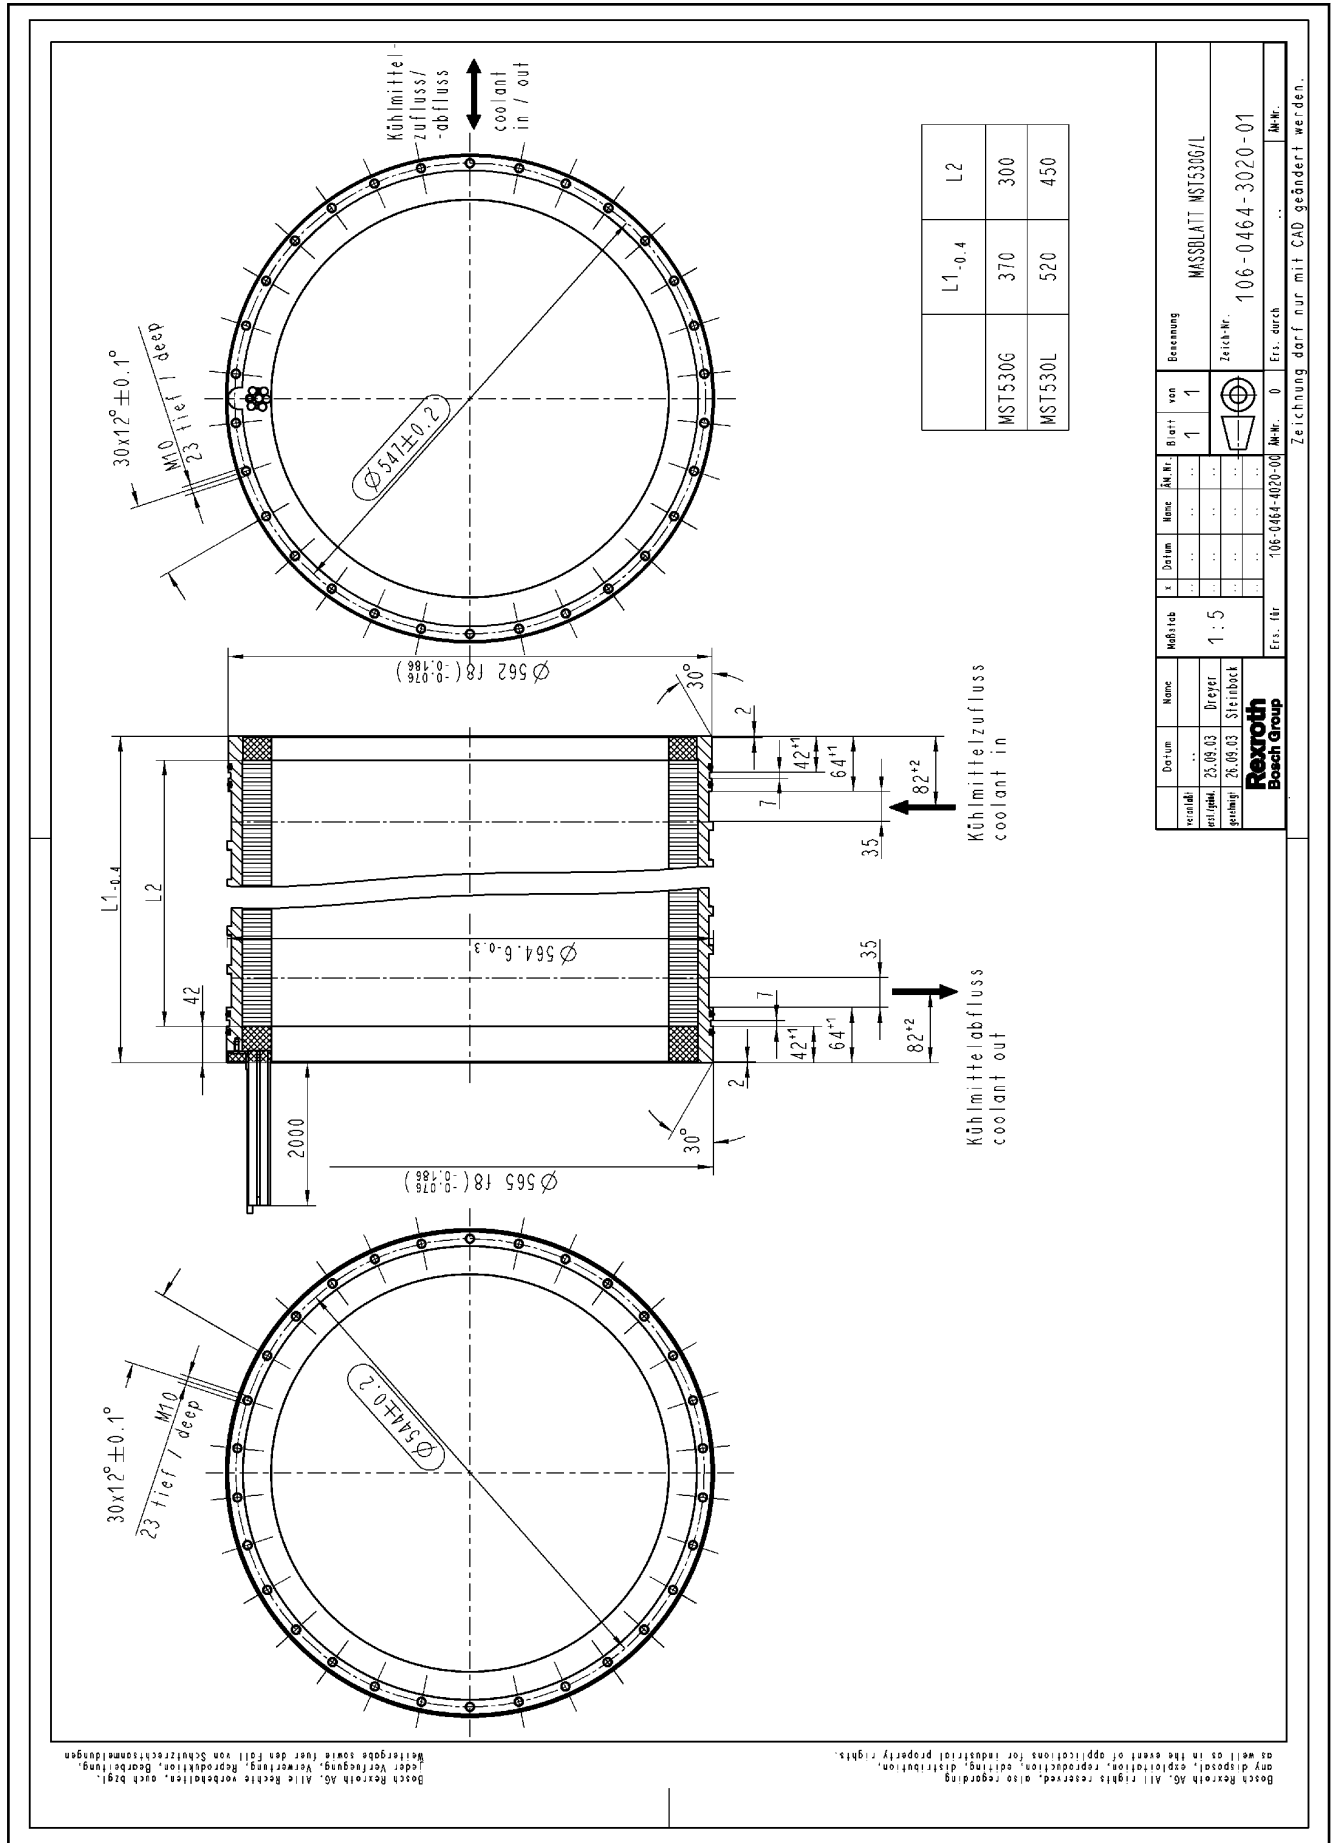 Kühlmittel-
zufluss/
-abfluss
coolant
in / out
30x12°±0.1°
M10
23 tief / deep
Ø547±0.2
Ø562 f8(-0.076 -0.186)
L1-0.4
L2
42
2000
Ø564.6-0.3
Ø565 f8(-0.076 -0.186)
30°
2
42+1
64+1
7
82+2
35
Kühlmittelzufluss
coolant in
35
7
42+1
64+1
82+2
2
30°
Kühlmittelabfluss
coolant out
30x12°±0.1°
M10
23 tief / deep
Ø544±0.2
L1-0.4 L2
MST530G 370 300
MST530L 520 450
Datum Name
veranlaßt ..
erst./geänd. 25.09.03 Dreyer
genehmigt 26.09.03 Steinbock
Rexroth
Bosch Group
Maßstab
1:5
x Datum Name ÄM.Nr.
Blatt von
1 1
Benennung
MASSBLATT MST530G/L
Zeich-Nr.
106-0464-3020-01
Ers. für 106-0464-4020-00 ÄM-Nr. 0 Ers. durch .. ÄM-Nr.
Zeichnung darf nur mit CAD geändert werden.
Bosch Rexroth AG. Alle Rechte vorbehalten, auch bzgl.
jeder Verfuegung, Verwertung, Reproduktion, Bearbeitung,
Weitergabe sowie fuer den Fall von Schutzrechtsanmeldungen
Bosch Rexroth AG. All rights reserved, also regarding
any disposal, exploitation, reproduction, editing, distribution,
as well as in the event of applications for industrial property rights.